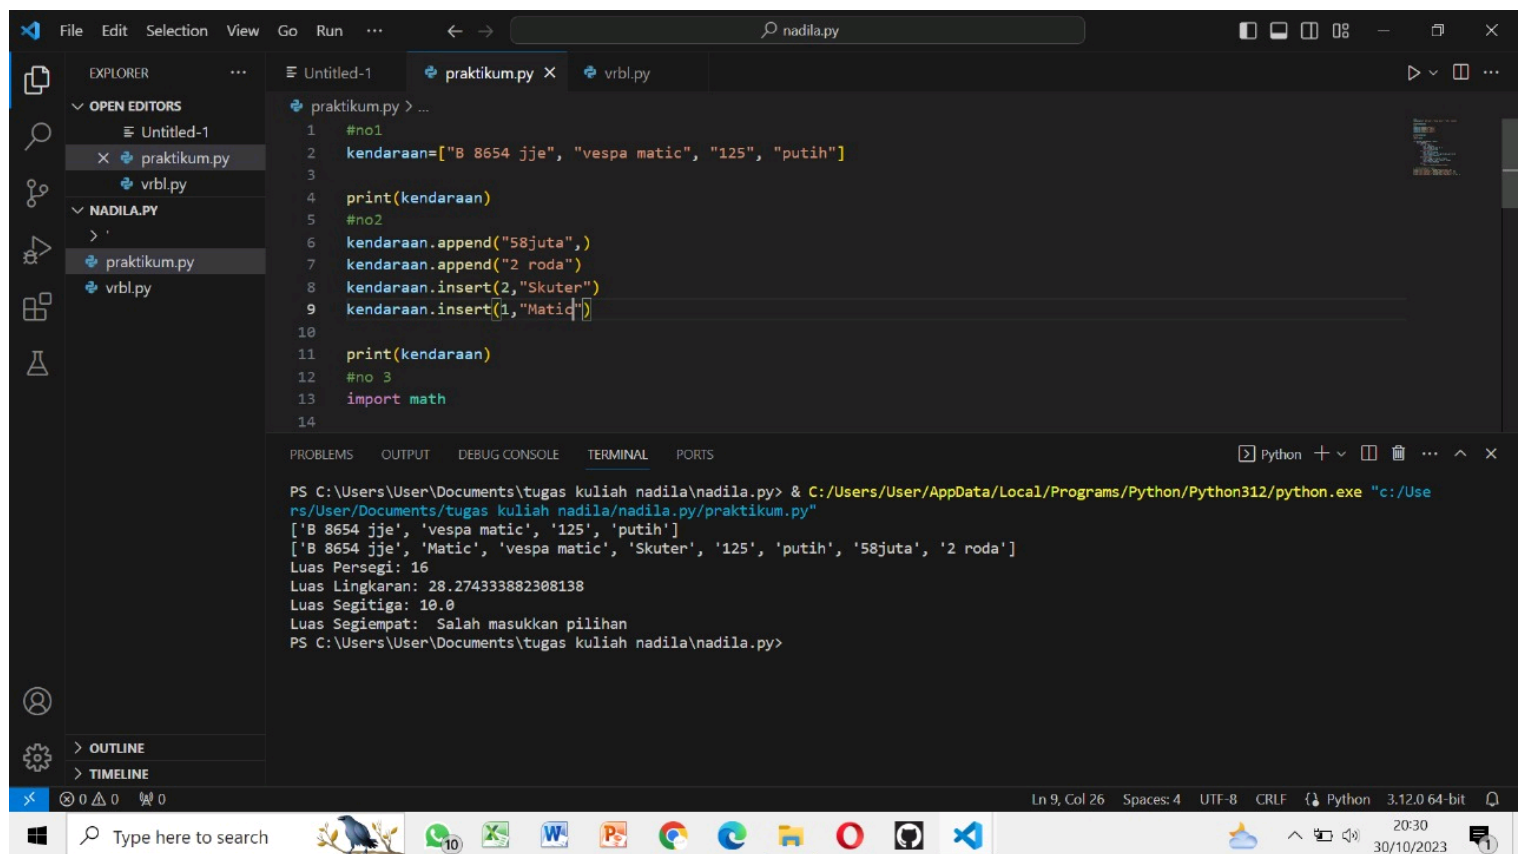 File Edit Selection View Go Run ··· nadila.py
EXPLORER ···
OPEN EDITORS
Untitled-1
praktikum.py
vrbl.py
NADILA.PY
'
praktikum.py
vrbl.py
OUTLINE
TIMELINE
Untitled-1 praktikum.py vrbl.py
praktikum.py > ...
1 #no1
2 kendaraan=["B 8654 jje", "vespa matic", "125", "putih"]
3
4 print(kendaraan)
5 #no2
6 kendaraan.append("58juta",)
7 kendaraan.append("2 roda")
8 kendaraan.insert(2,"Skuter")
9 kendaraan.insert(1,"Matic")
10
11 print(kendaraan)
12 #no 3
13 import math
14
PROBLEMS OUTPUT DEBUG CONSOLE TERMINAL PORTS Python
PS C:\Users\User\Documents\tugas kuliah nadila\nadila.py> & C:/Users/User/AppData/Local/Programs/Python/Python312/python.exe "c:/Use
rs/User/Documents/tugas kuliah nadila/nadila.py/praktikum.py"
['B 8654 jje', 'vespa matic', '125', 'putih']
['B 8654 jje', 'Matic', 'vespa matic', 'Skuter', '125', 'putih', '58juta', '2 roda']
Luas Persegi: 16
Luas Lingkaran: 28.274333882308138
Luas Segitiga: 10.0
Luas Segiempat:  Salah masukkan pilihan
PS C:\Users\User\Documents\tugas kuliah nadila\nadila.py>
0 0 0 Ln 9, Col 26 Spaces: 4 UTF-8 CRLF Python 3.12.0 64-bit
Type here to search 10 20:30
30/10/2023 1